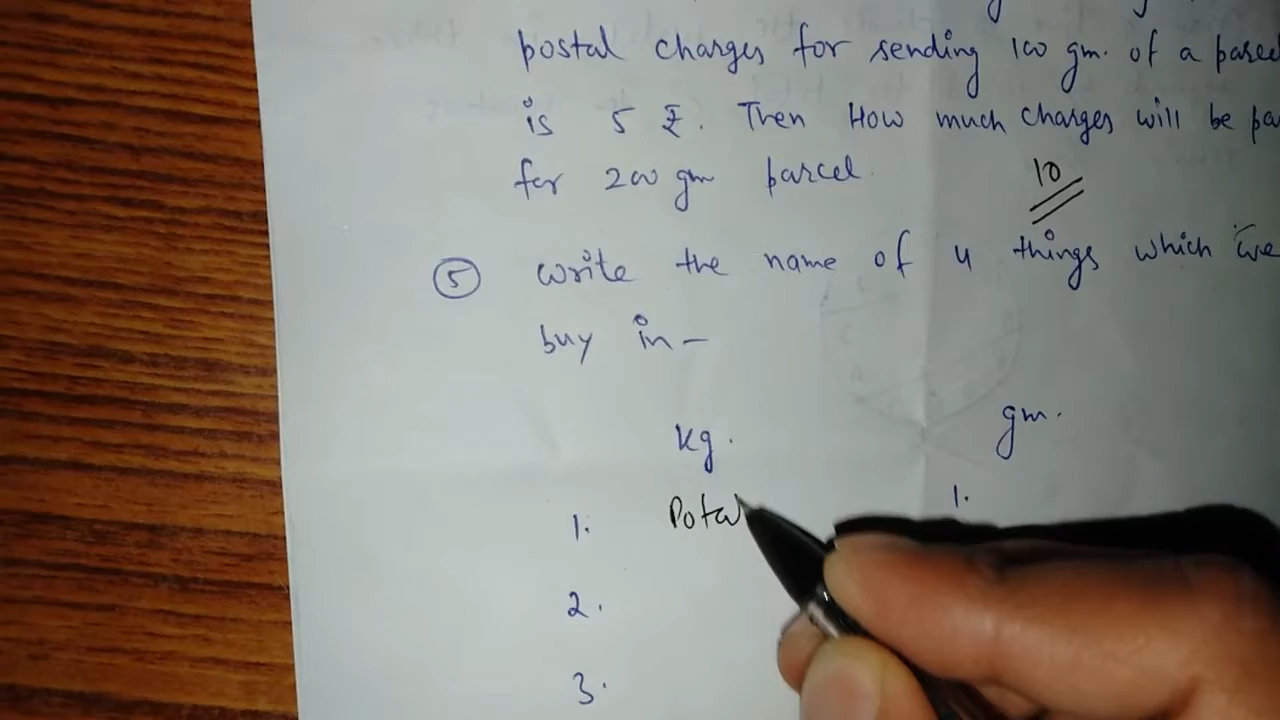 postal charges for sending 100 gm. of a parcel
is 5 ₹. Then How much charges will be
for 200 gm parcel.
10
⑤ write the name of 4 things which we
buy in –
kg. gm.
1. Pota 1.
2.
3.